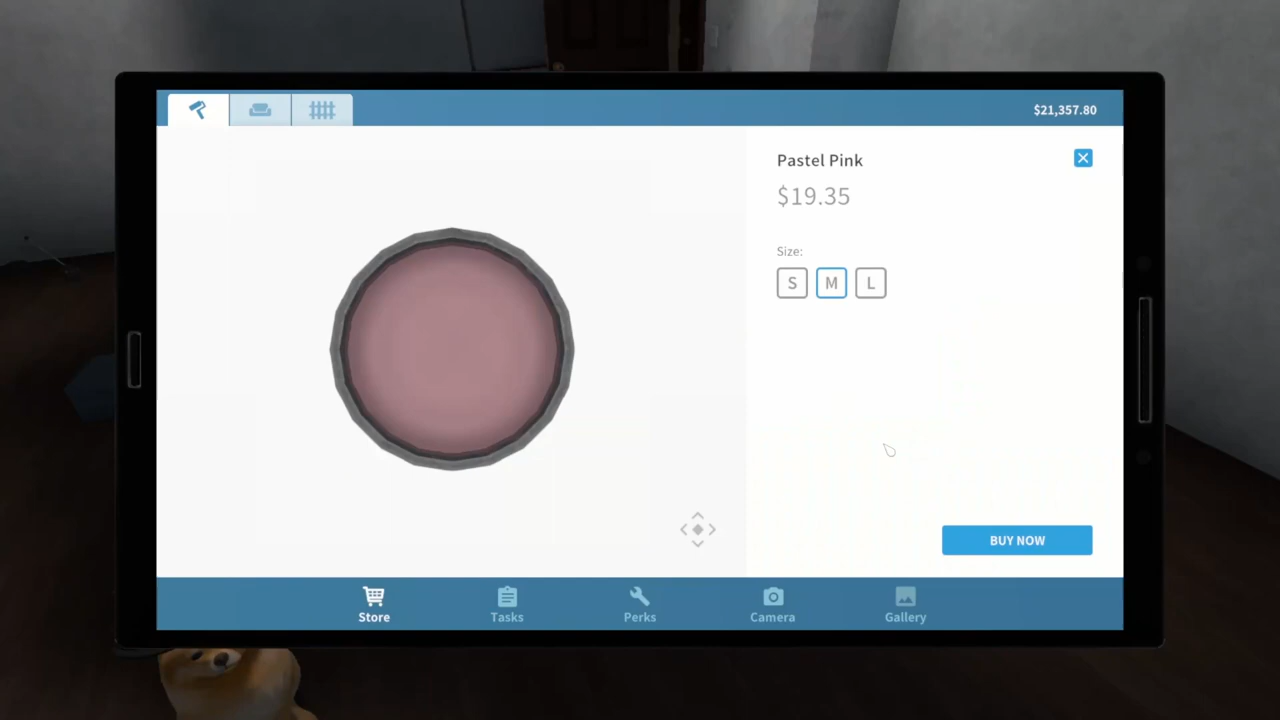 $21,357.80
Pastel Pink
$19.35
Size:
S M L
BUY NOW
Store Tasks Perks Camera Gallery